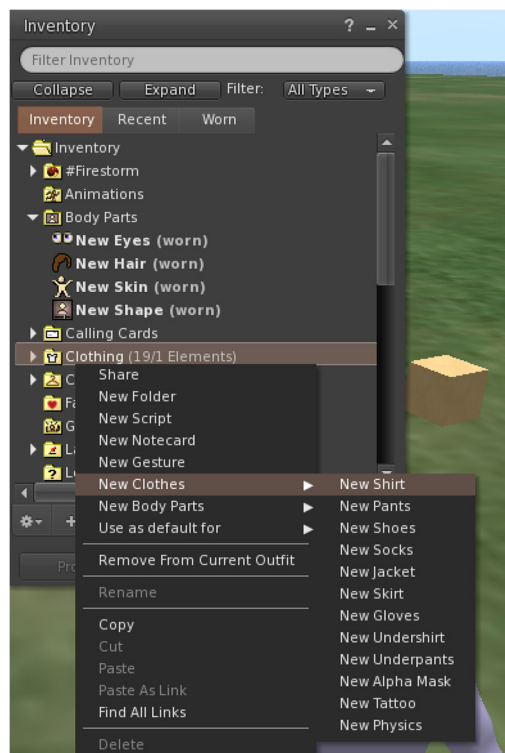 Inventory
?
Filter Inventory
Collapse Expand Filter: All Types
Inventory Recent Worn
Inventory
#Firestorm
Animations
Body Parts
New Eyes (worn)
New Hair (worn)
New Skin (worn)
New Shape (worn)
Calling Cards
Clothing (19/1 Elements)
Share
New Folder
New Script
New Notecard
New Gesture
New Clothes
New Body Parts
Use as default for
Remove From Current Outfit
Rename
Copy
Cut
Paste
Paste As Link
Find All Links
Delete
New Shirt
New Pants
New Shoes
New Socks
New Jacket
New Skirt
New Gloves
New Undershirt
New Underpants
New Alpha Mask
New Tattoo
New Physics